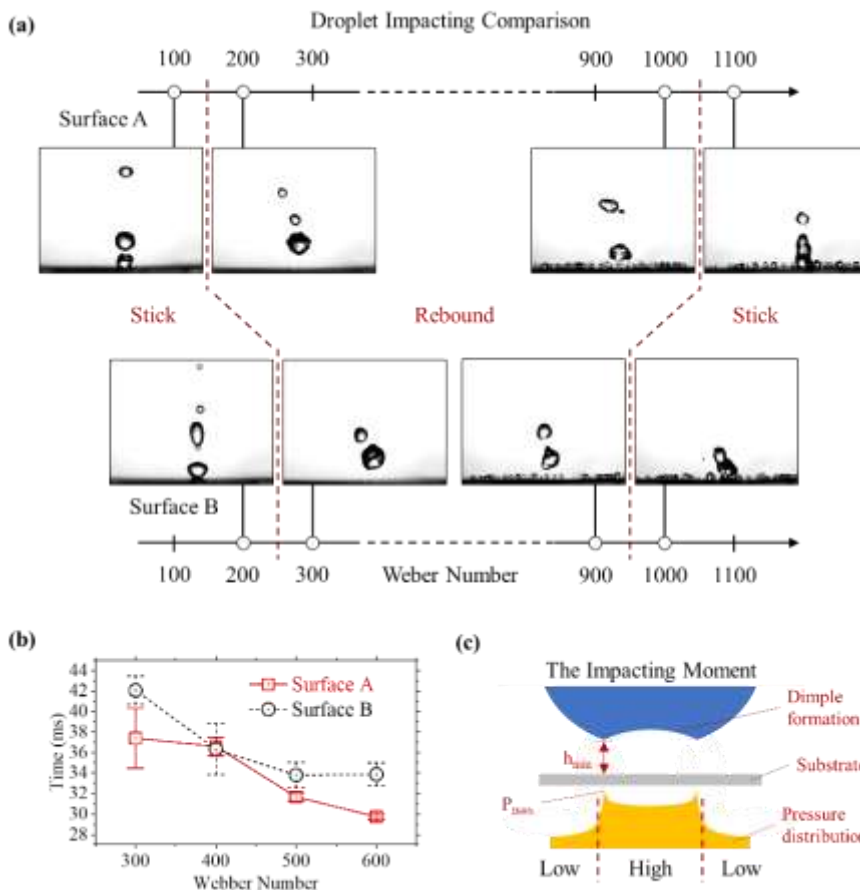 (a)
Droplet Impacting Comparison
100 200 300 900 1000 1100
Surface A
Stick Rebound Stick
Surface B
100 200 300 Weber Number 900 1000 1100
(b)
44
42
40
38
36
34
32
30
28
Time (ms)
Surface A
Surface B
300 400 500 600
Webber Number
(c)
The Impacting Moment
Dimple
formation
hmin
Substrate
Pmax
Pressure
distribution
Low High Low